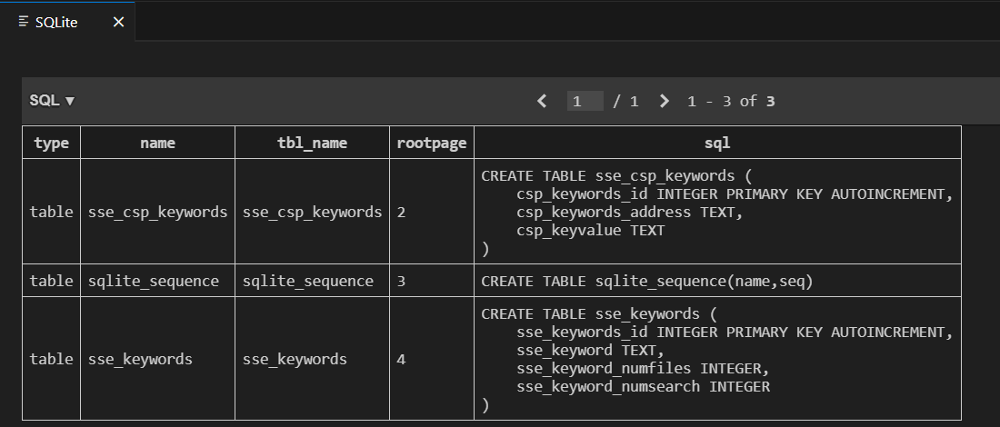 SQLite
SQL ▼
1 / 1 1 - 3 of 3
type name tbl_name rootpage sql
table sse_csp_keywords sse_csp_keywords 2
CREATE TABLE sse_csp_keywords (
    csp_keywords_id INTEGER PRIMARY KEY AUTOINCREMENT,
    csp_keywords_address TEXT,
    csp_keyvalue TEXT
)
table sqlite_sequence sqlite_sequence 3 CREATE TABLE sqlite_sequence(name,seq)
table sse_keywords sse_keywords 4
CREATE TABLE sse_keywords (
    sse_keywords_id INTEGER PRIMARY KEY AUTOINCREMENT,
    sse_keyword TEXT,
    sse_keyword_numfiles INTEGER,
    sse_keyword_numsearch INTEGER
)